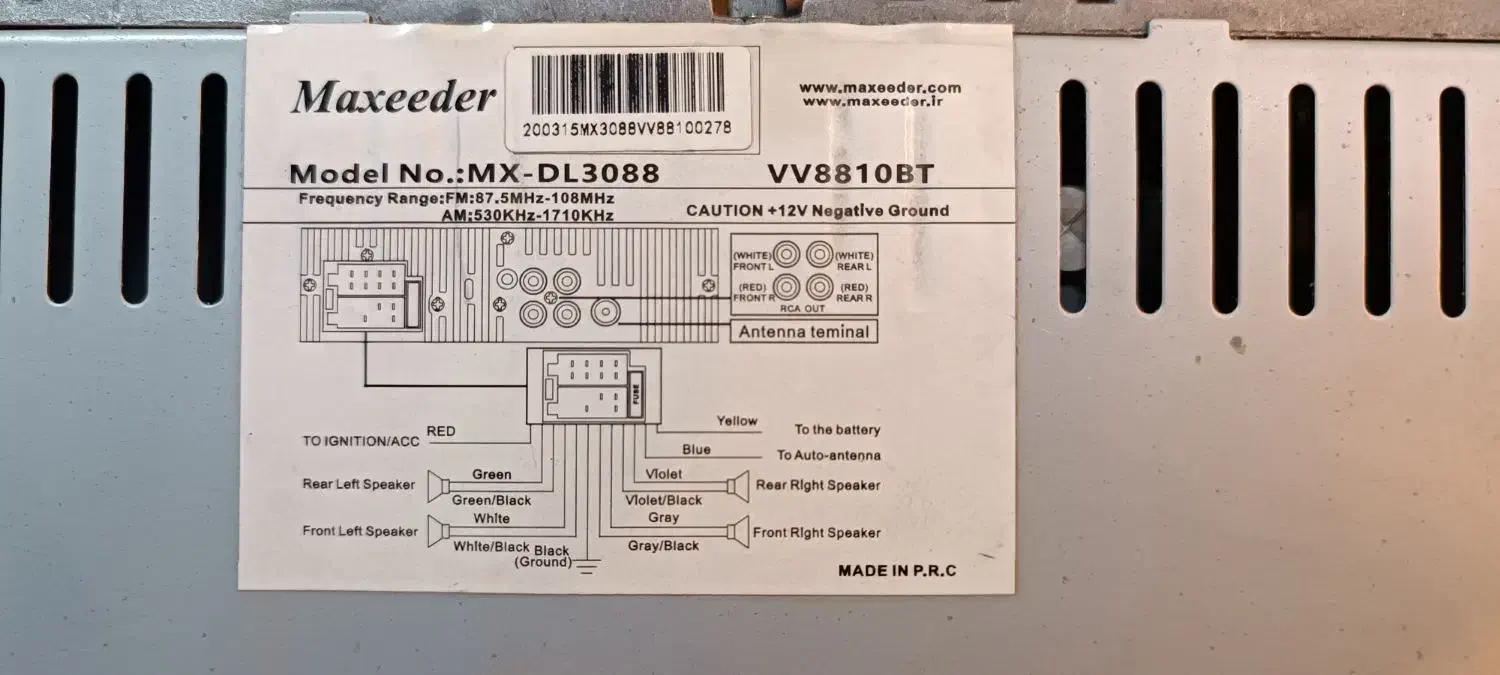 Maxeeder
200315MX3088VV88100278
www.maxeeder.com
www.maxeeder.ir
Model No.:MX-DL3088 VV8810BT
Frequency Range:FM:87.5MHz-108MHz
AM:530KHz-1710KHz
CAUTION +12V Negative Ground
(WHITE) FRONT L
(WHITE) REAR L
(RED) FRONT R
(RED) REAR R
RCA OUT
Antenna teminal
FUSE
TO IGNITION/ACC RED
Yellow To the battery
Blue To Auto-antenna
Rear Left Speaker Green
Green/Black
Violet Rear Right Speaker
Violet/Black
Front Left Speaker White
White/Black
Gray Front Right Speaker
Gray/Black
Black
(Ground)
MADE IN P.R.C